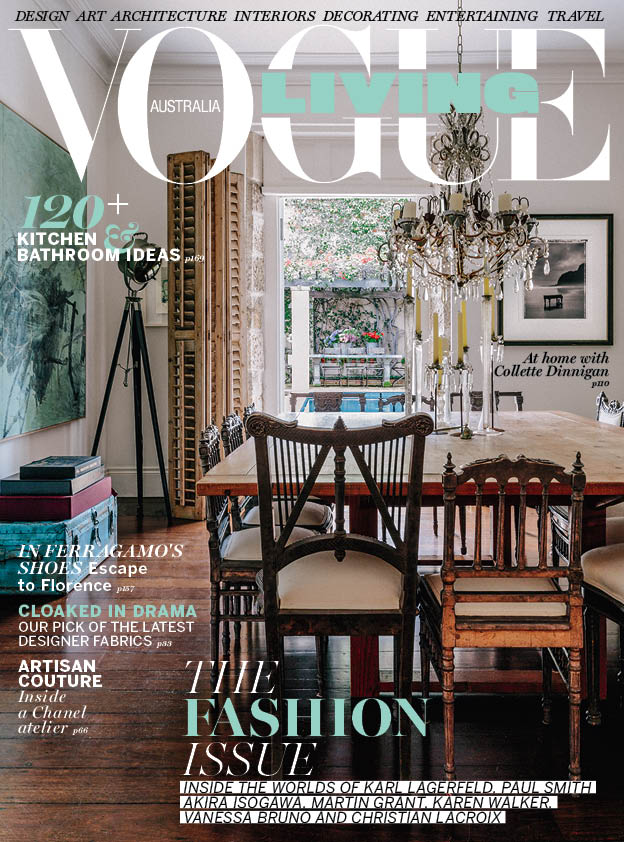 DESIGN ART ARCHITECTURE INTERIORS DECORATING ENTERTAINING TRAVEL
VOGUE
AUSTRALIA
LIVING
120+
KITCHEN &
BATHROOM IDEAS p169
At home with
Collette Dinnigan
p110
IN FERRAGAMO'S
SHOES Escape
to Florence p157
CLOAKED IN DRAMA
OUR PICK OF THE LATEST
DESIGNER FABRICS p33
ARTISAN
COUTURE
Inside
a Chanel
atelier p66
THE
FASHION
ISSUE
INSIDE THE WORLDS OF KARL LAGERFELD, PAUL SMITH
AKIRA ISOGAWA, MARTIN GRANT, KAREN WALKER,
VANESSA BRUNO AND CHRISTIAN LACROIX